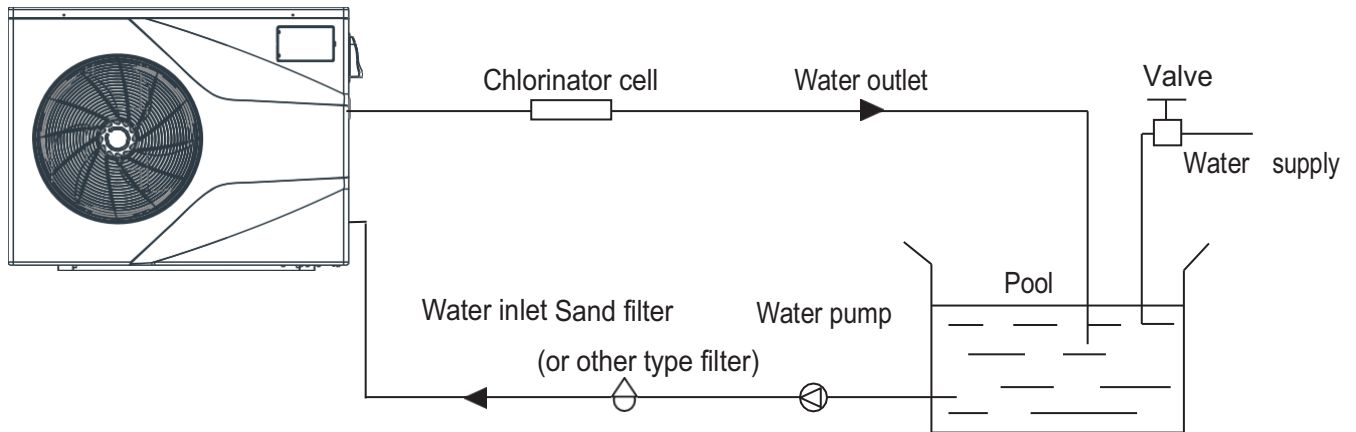 Chlorinator cell
Water outlet
Valve
Water supply
Pool
Water inlet Sand filter
(or other type filter)
Water pump